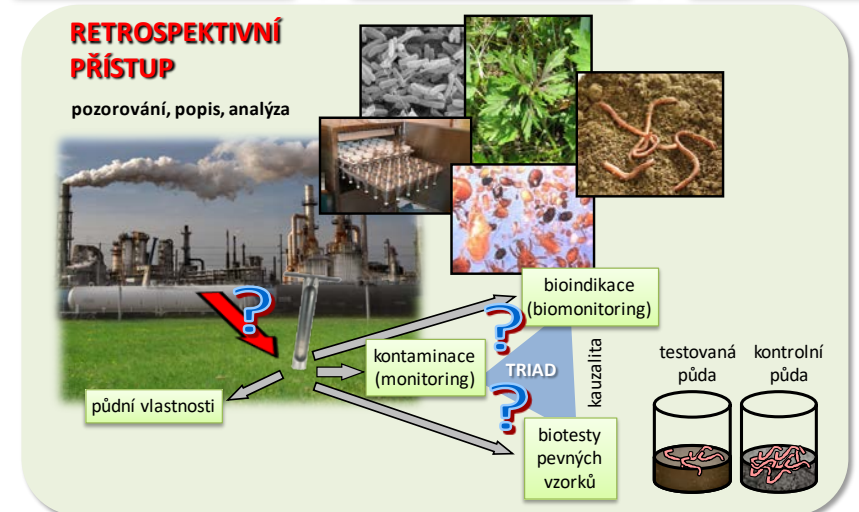 RETROSPEKTIVNÍ
PŘÍSTUP
pozorování, popis, analýza
?
bioindikace
(biomonitoring)
?
kontaminace
(monitoring)
TRIAD
kauzalita
testovaná
půda
kontrolní
půda
půdní vlastnosti
?
biotesty
pevných
vzorků